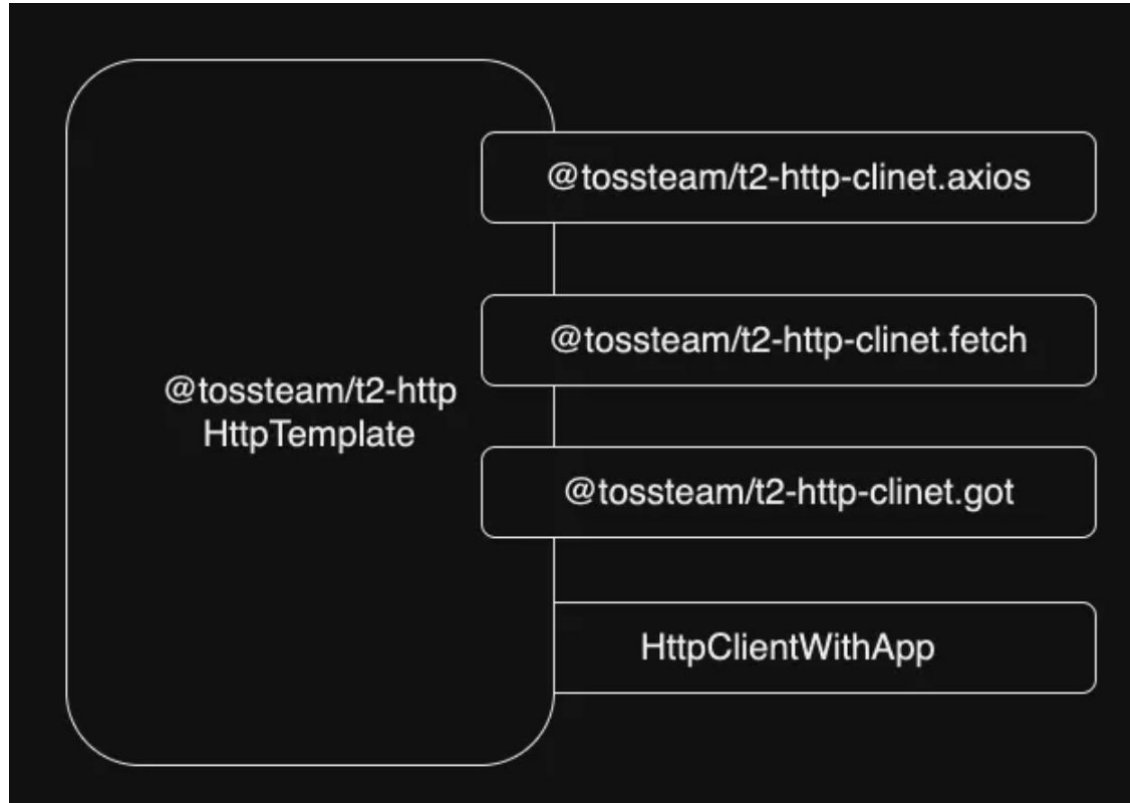 @tossteam/t2-http-clinet.axios
@tossteam/t2-http-clinet.fetch
@tossteam/t2-http
HttpTemplate
@tossteam/t2-http-clinet.got
HttpClientWithApp